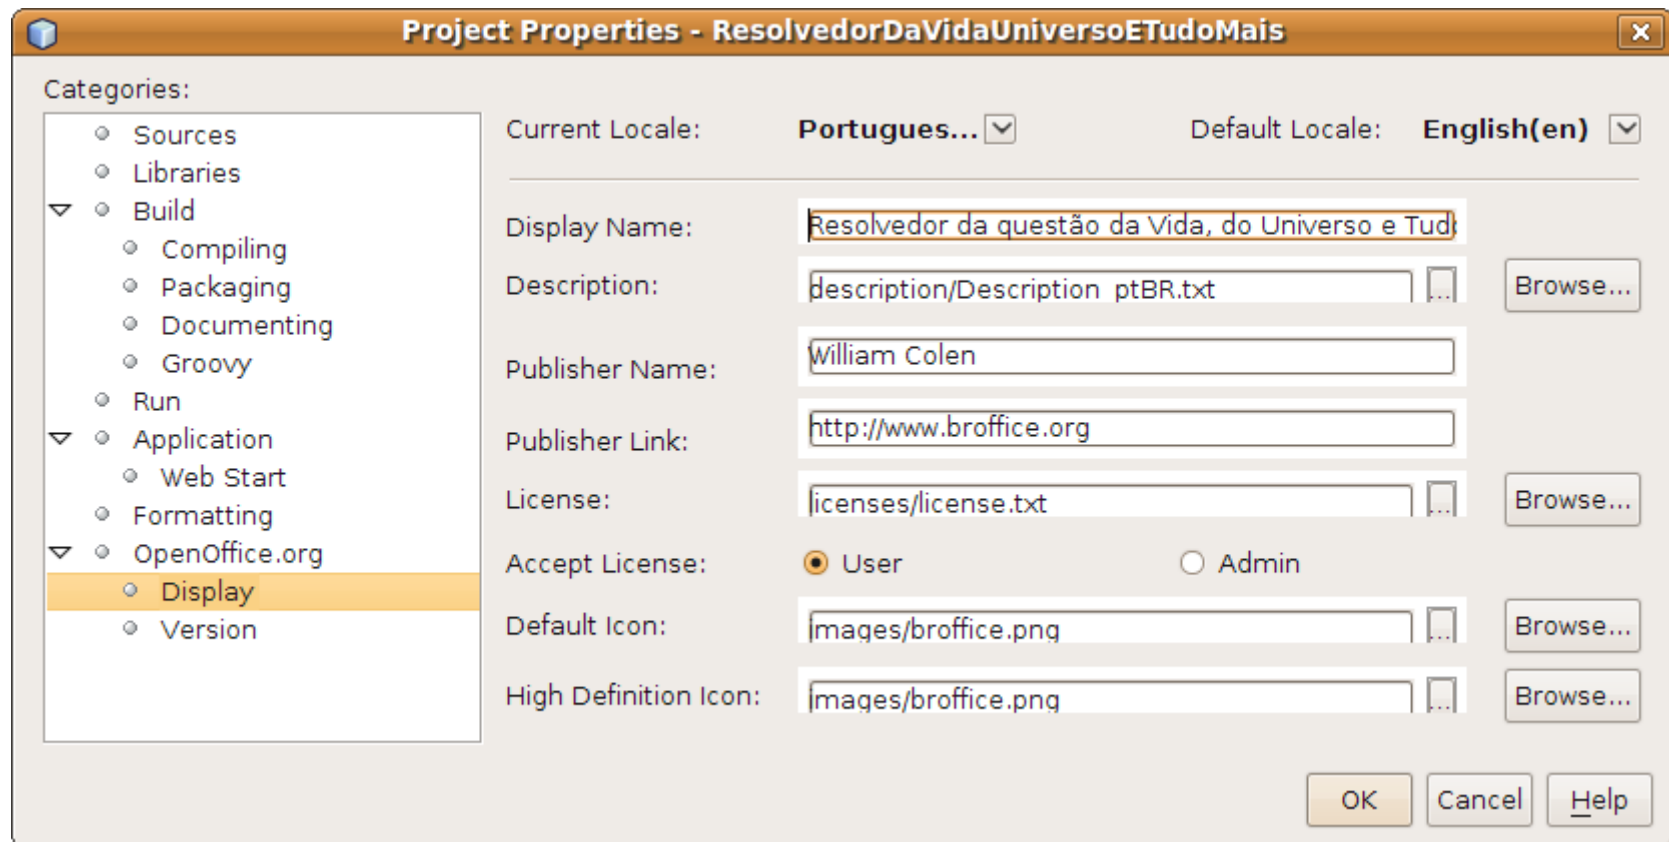 Project Properties - ResolvedorDaVidaUniversoETudoMais
Categories:
Sources
Libraries
Build
Compiling
Packaging
Documenting
Groovy
Run
Application
Web Start
Formatting
OpenOffice.org
Display
Version
Current Locale: Portugues... Default Locale: English(en)
Display Name: Resolvedor da questão da Vida, do Universo e Tud
Description: description/Description_ptBR.txt ... Browse...
Publisher Name: William Colen
Publisher Link: http://www.broffice.org
License: licenses/license.txt ... Browse...
Accept License: User Admin
Default Icon: images/broffice.png ... Browse...
High Definition Icon: images/broffice.png ... Browse...
OK Cancel Help